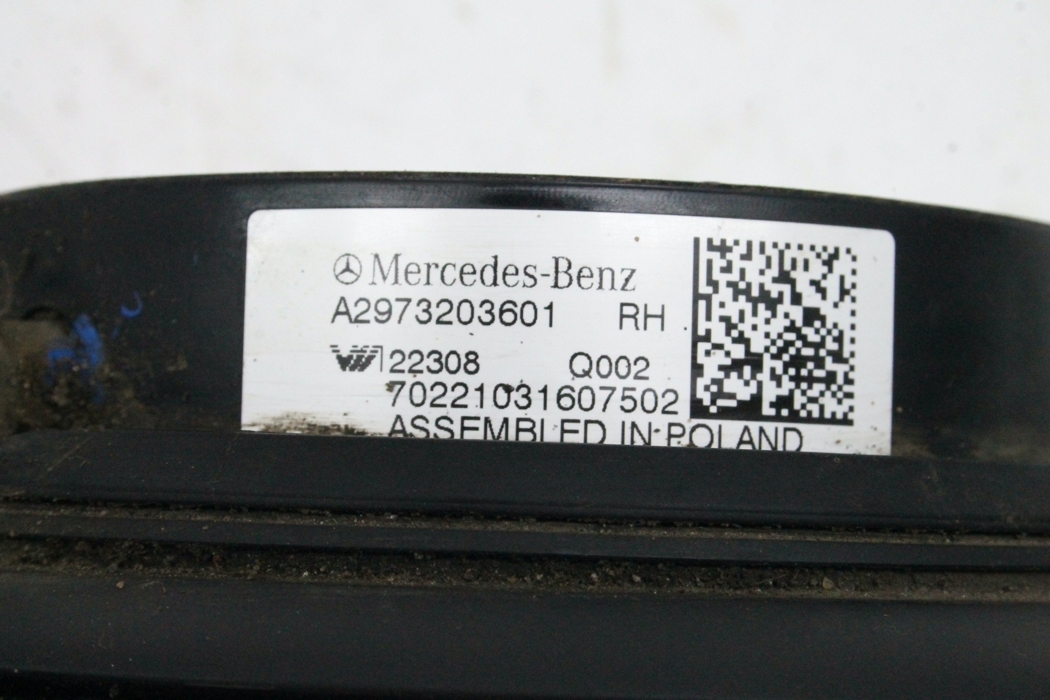 Mercedes-Benz
A2973203601 RH
22308 Q002
70221031607502
ASSEMBLED IN POLAND